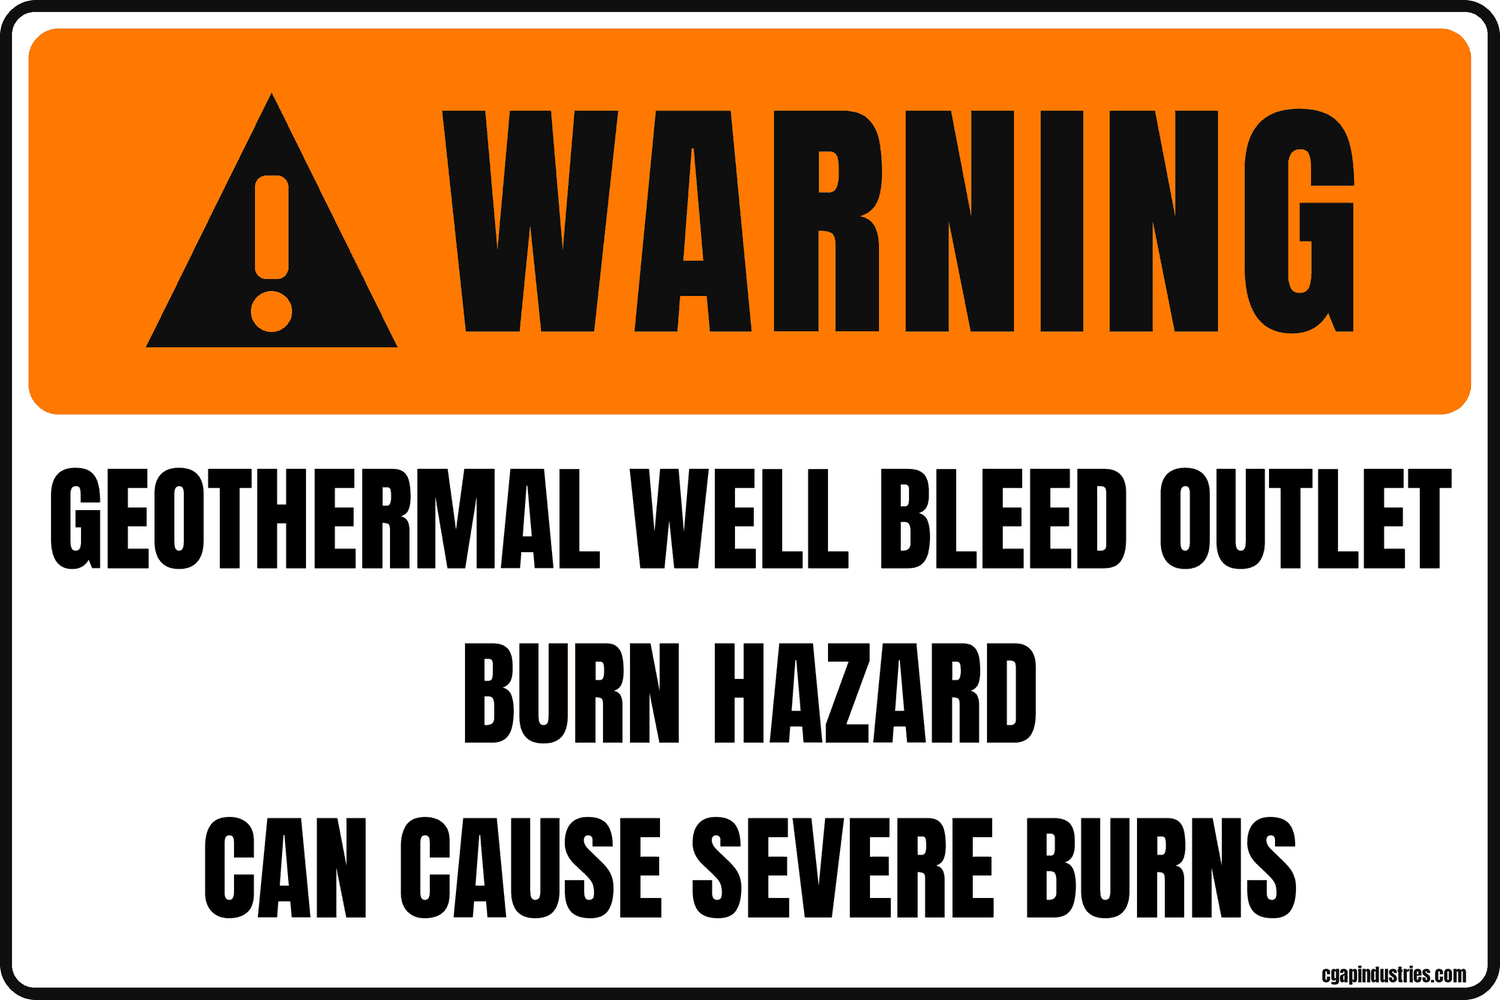 WARNING
GEOTHERMAL WELL BLEED OUTLET
BURN HAZARD
CAN CAUSE SEVERE BURNS
cgapindustries.com